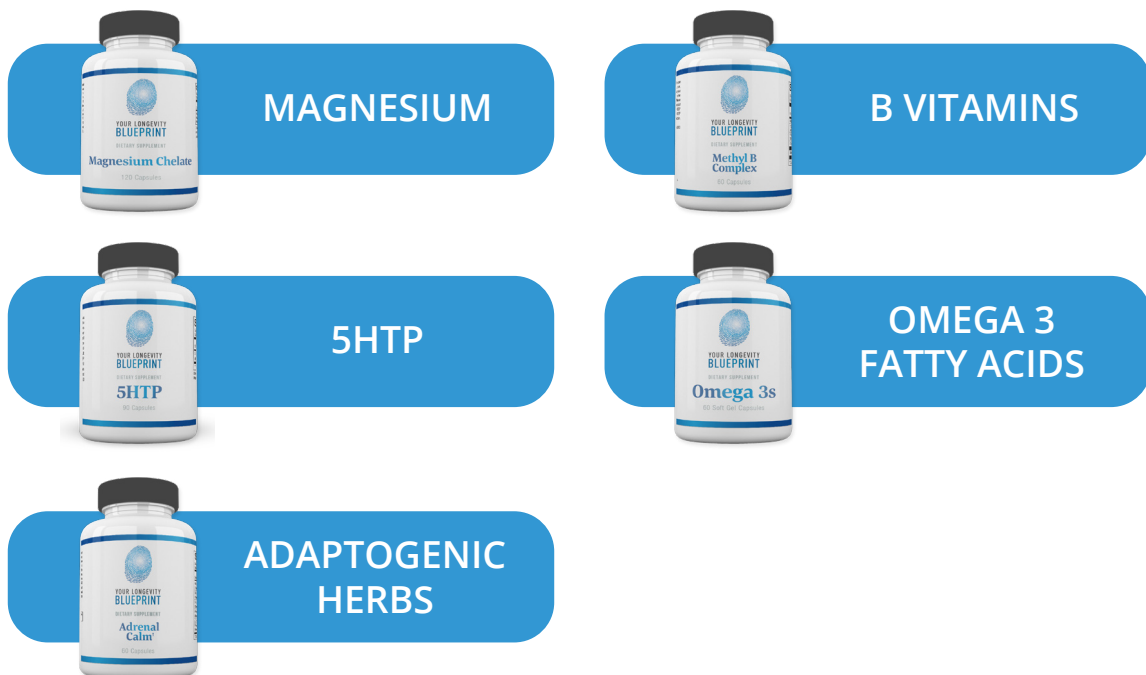 MAGNESIUM
YOUR LONGEVITY
BLUEPRINT
DIETARY SUPPLEMENT
Magnesium Chelate
120 Capsules
B VITAMINS
YOUR LONGEVITY
BLUEPRINT
DIETARY SUPPLEMENT
Methyl B
Complex
60 Capsules
5HTP
YOUR LONGEVITY
BLUEPRINT
DIETARY SUPPLEMENT
5HTP
90 Capsules
OMEGA 3
FATTY ACIDS
YOUR LONGEVITY
BLUEPRINT
DIETARY SUPPLEMENT
Omega 3s
60 Soft Gel Capsules
ADAPTOGENIC
HERBS
YOUR LONGEVITY
BLUEPRINT
DIETARY SUPPLEMENT
Adrenal
Calm
60 Capsules